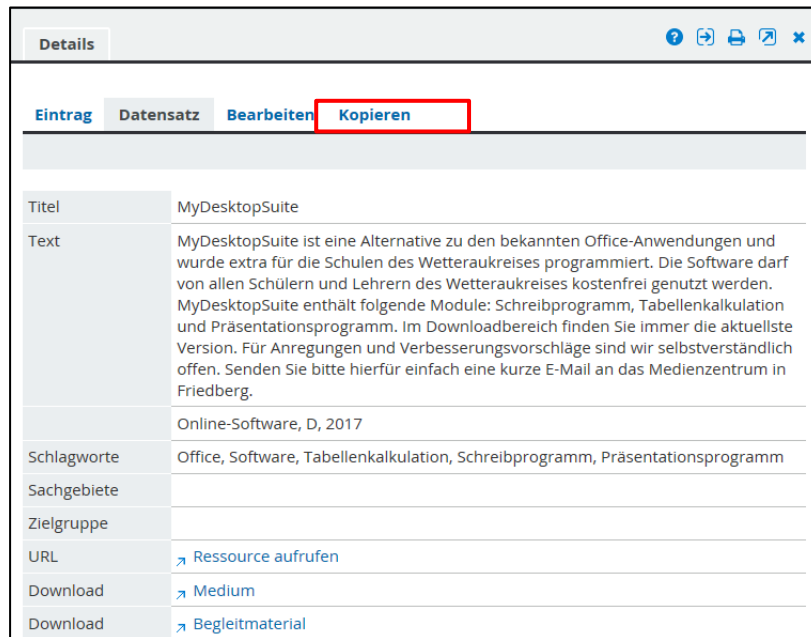 Details
Eintrag Datensatz Bearbeiten Kopieren
Titel MyDesktopSuite
Text MyDesktopSuite ist eine Alternative zu den bekannten Office-Anwendungen und
wurde extra für die Schulen des Wetteraukreises programmiert. Die Software darf
von allen Schülern und Lehrern des Wetteraukreises kostenfrei genutzt werden.
MyDesktopSuite enthält folgende Module: Schreibprogramm, Tabellenkalkulation
und Präsentationsprogramm. Im Downloadbereich finden Sie immer die aktuellste
Version. Für Anregungen und Verbesserungsvorschläge sind wir selbstverständlich
offen. Senden Sie bitte hierfür einfach eine kurze E-Mail an das Medienzentrum in
Friedberg.
Online-Software, D, 2017
Schlagworte Office, Software, Tabellenkalkulation, Schreibprogramm, Präsentationsprogramm
Sachgebiete
Zielgruppe
URL Ressource aufrufen
Download Medium
Download Begleitmaterial